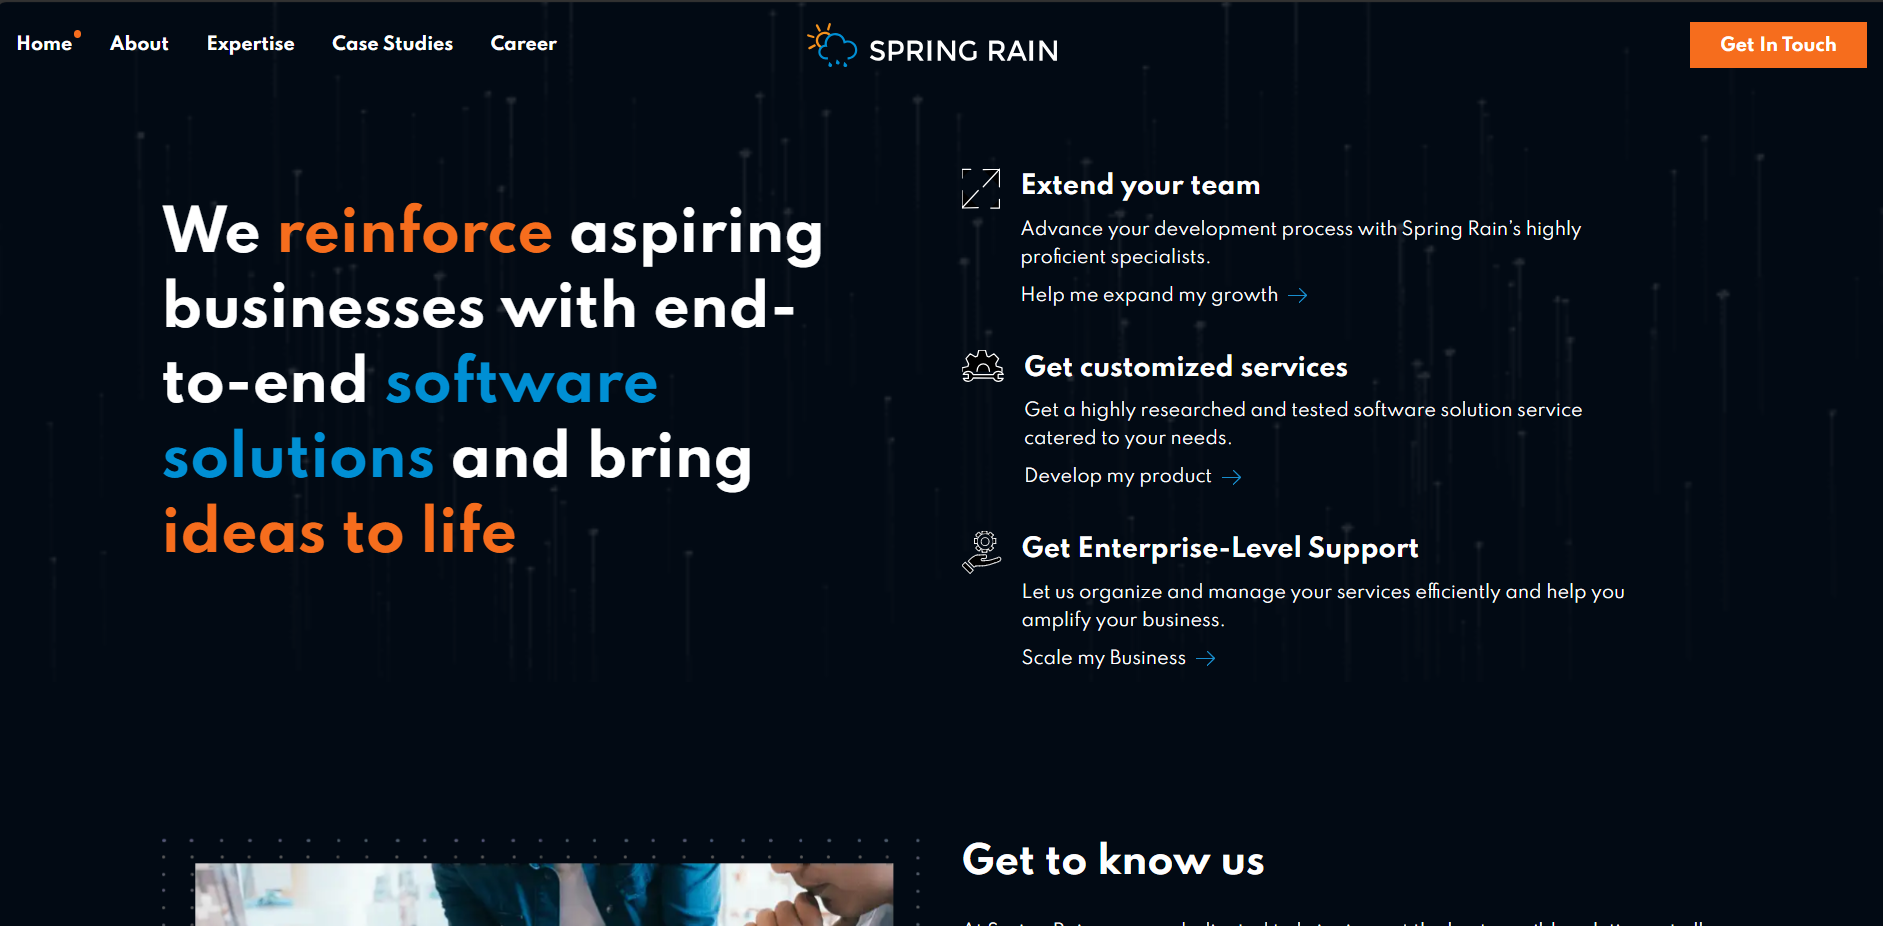 Home About Expertise Case Studies Career
SPRING RAIN
Get In Touch
We reinforce aspiring
businesses with end-
to-end software
solutions and bring
ideas to life
Extend your team
Advance your development process with Spring Rain’s highly
proficient specialists.
Help me expand my growth
Get customized services
Get a highly researched and tested software solution service
catered to your needs.
Develop my product
Get Enterprise-Level Support
Let us organize and manage your services efficiently and help you
amplify your business.
Scale my Business
Get to know us